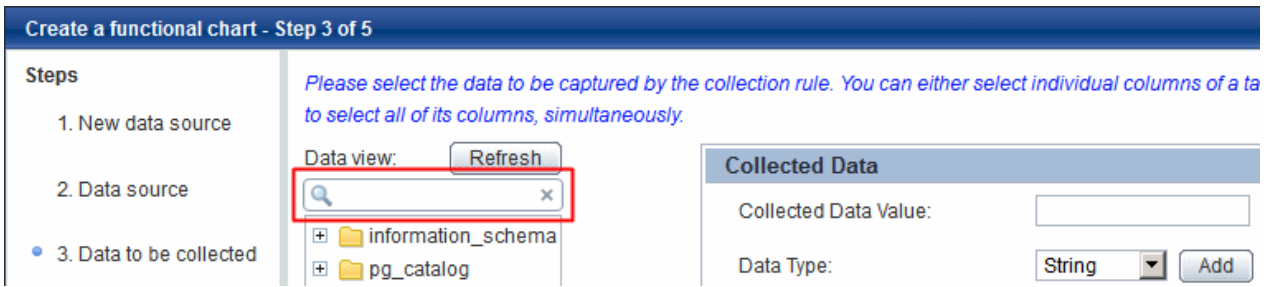 Create a functional chart - Step 3 of 5
Steps
1. New data source
2. Data source
3. Data to be collected
Please select the data to be captured by the collection rule. You can either select individual columns of a ta
to select all of its columns, simultaneously.
Data view:
Refresh
information_schema
pg_catalog
Collected Data
Collected Data Value:
Data Type:
String
Add